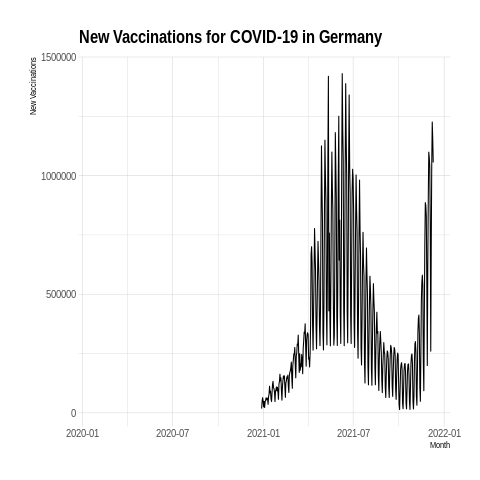 New Vaccinations for COVID-19 in Germany
New Vaccinations
1500000
1000000
500000
0
2020-01 2020-07 2021-01 2021-07 2022-01
Month